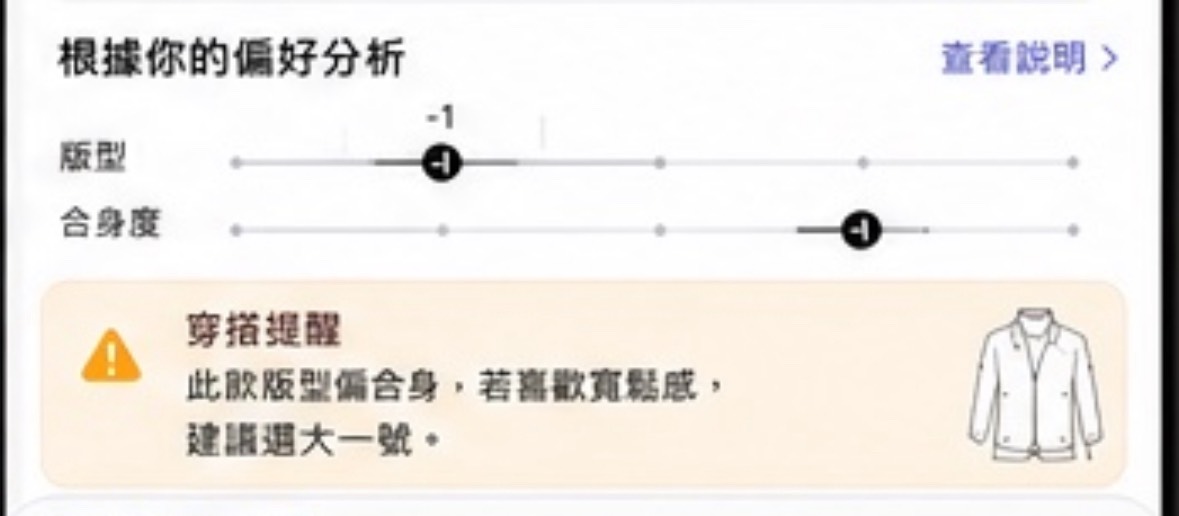 根據你的偏好分析
查看說明 >
-1
版型
合身度
穿搭提醒
此款版型偏合身，若喜歡寬鬆感，
建議選大一號。